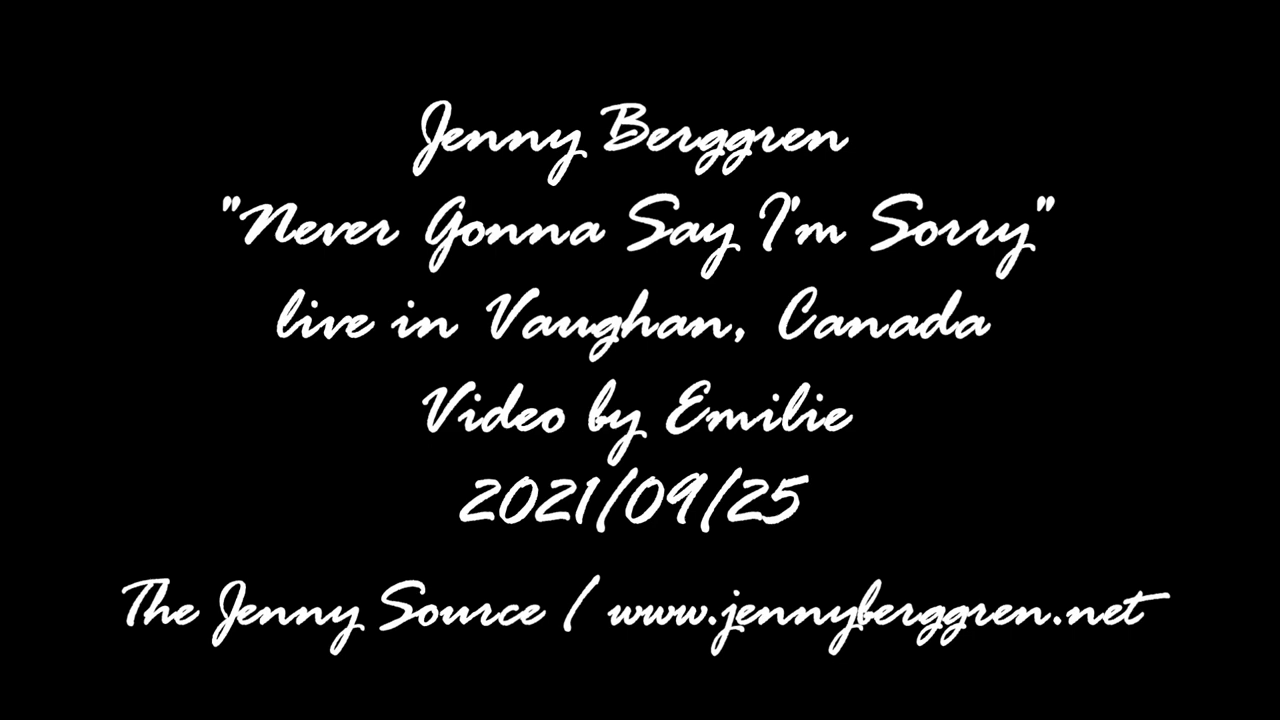 Jenny Berggren
"Never Gonna Say I'm Sorry"
live in Vaughan, Canada
Video by Emilie
2021/09/25
The Jenny Source / www.jennyberggren.net